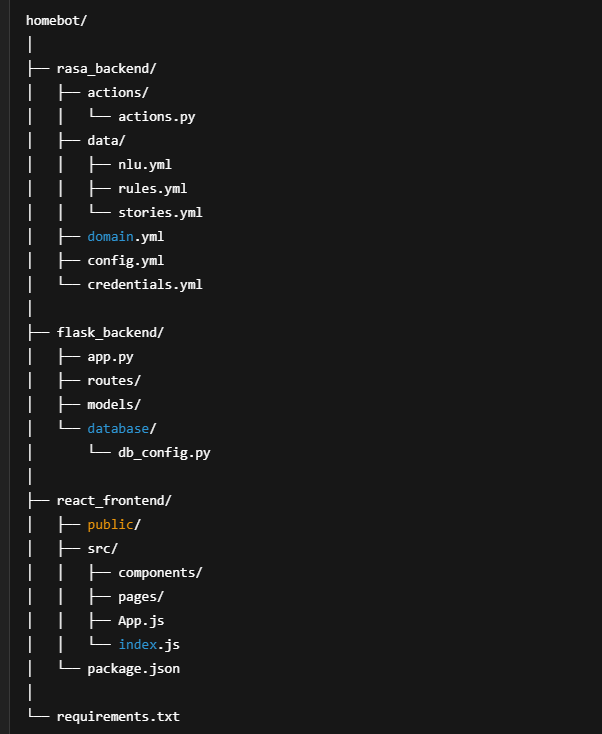 homebot/
│
├── rasa_backend/
│   ├── actions/
│   │   └── actions.py
│   ├── data/
│   │   ├── nlu.yml
│   │   ├── rules.yml
│   │   └── stories.yml
│   ├── domain.yml
│   ├── config.yml
│   └── credentials.yml
│
├── flask_backend/
│   ├── app.py
│   ├── routes/
│   ├── models/
│   └── database/
│       └── db_config.py
│
├── react_frontend/
│   ├── public/
│   ├── src/
│   │   ├── components/
│   │   ├── pages/
│   │   ├── App.js
│   │   └── index.js
│   └── package.json
│
└── requirements.txt